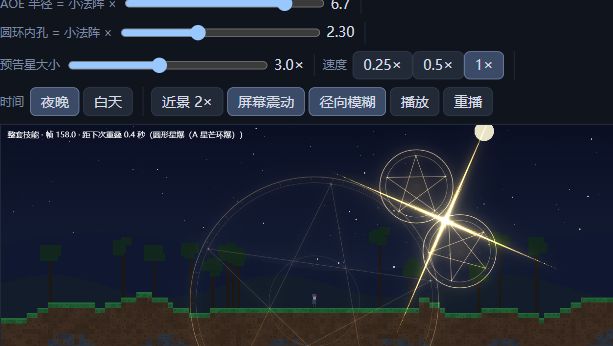 AOE 半径 = 小法阵 × 6.7
圆环内孔 = 小法阵 × 2.30
预告星大小 3.0× 速度 0.25× 0.5× 1×
时间 夜晚 白天 近景 2× 屏幕震动 径向模糊 播放 重播
整套技能 · 帧 158.0 · 距下次重叠 0.4 秒（圆形星爆（A 星芒环爆））